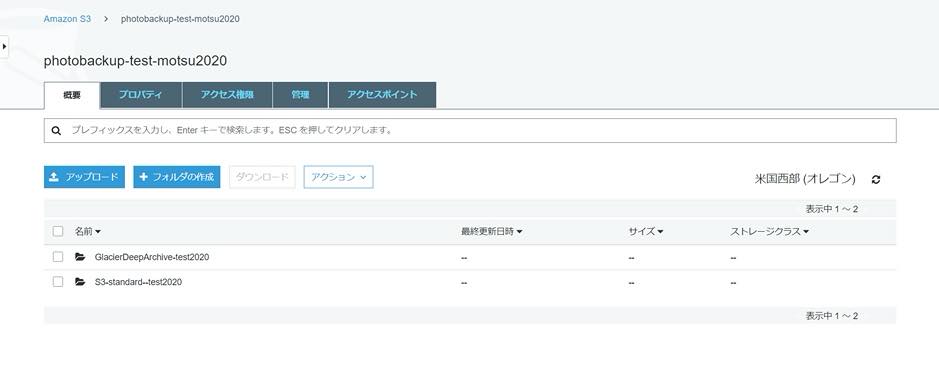 Amazon S3 > photobackup-test-motsu2020
photobackup-test-motsu2020
概要 プロパティ アクセス権限 管理 アクセスポイント
プレフィックスを入力し、Enter キーで検索します。ESC を押してクリアします。
アップロード + フォルダの作成 ダウンロード アクション 米国西部 (オレゴン)
表示中 1 ～ 2
名前 最終更新日時 サイズ ストレージクラス
GlacierDeepArchive-test2020 -- -- --
S3-standard--test2020 -- -- --
表示中 1 ～ 2